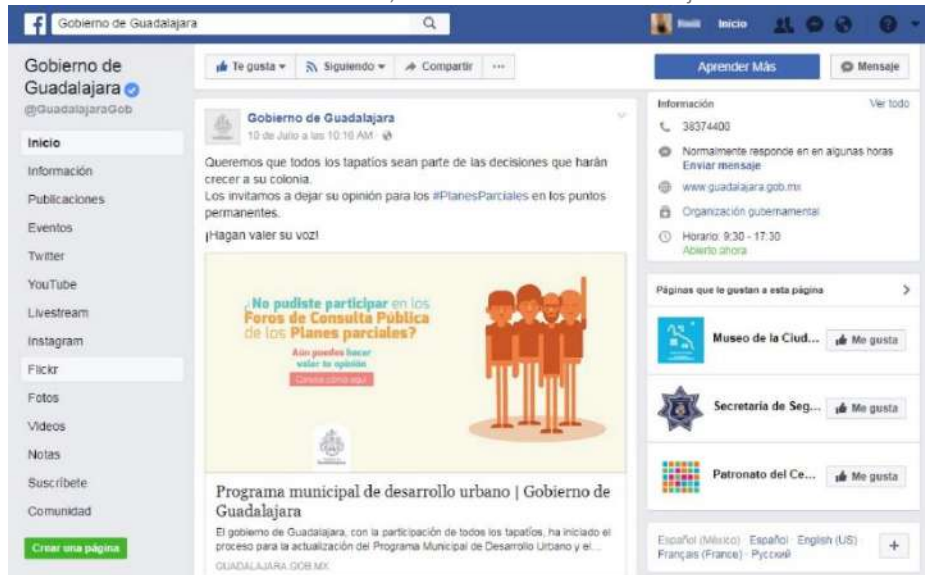 Gobierno de Guadalajara
Inicio
Gobierno de
Guadalajara
@GuadalajaraGob
Inicio
Información
Publicaciones
Eventos
Twitter
YouTube
Livestream
Instagram
Flickr
Fotos
Videos
Notas
Suscríbete
Comunidad
Crear una página
Te gusta
Siguiendo
Compartir
Gobierno de Guadalajara
10 de Julio a las 10:16 AM
Queremos que todos los tapatíos sean parte de las decisiones que harán
crecer a su colonia.
Los invitamos a dejar su opinión para los #PlanesParciales en los puntos
permanentes.
¡Hagan valer su voz!
¿No pudiste participar en los
Foros de Consulta Pública
de los Planes parciales?
Aún puedes hacer
valer tu opinión
Conoce cómo aquí
Programa municipal de desarrollo urbano | Gobierno de
Guadalajara
El gobierno de Guadalajara, con la participación de todos los tapatíos, ha iniciado el
proceso para la actualización del Programa Municipal de Desarrollo Urbano y el...
GUADALAJARA.GOB.MX
Aprender Más
Mensaje
Información
Ver todo
38374400
Normalmente responde en en algunas horas
Enviar mensaje
www.guadalajara.gob.mx
Organización gubernamental
Horario: 9:30 - 17:30
Abierto ahora
Páginas que le gustan a esta página
Museo de la Ciud...
Me gusta
Secretaría de Seg...
Me gusta
Patronato del Ce...
Me gusta
Español (México) · Español · English (US)
Français (France) · Русский